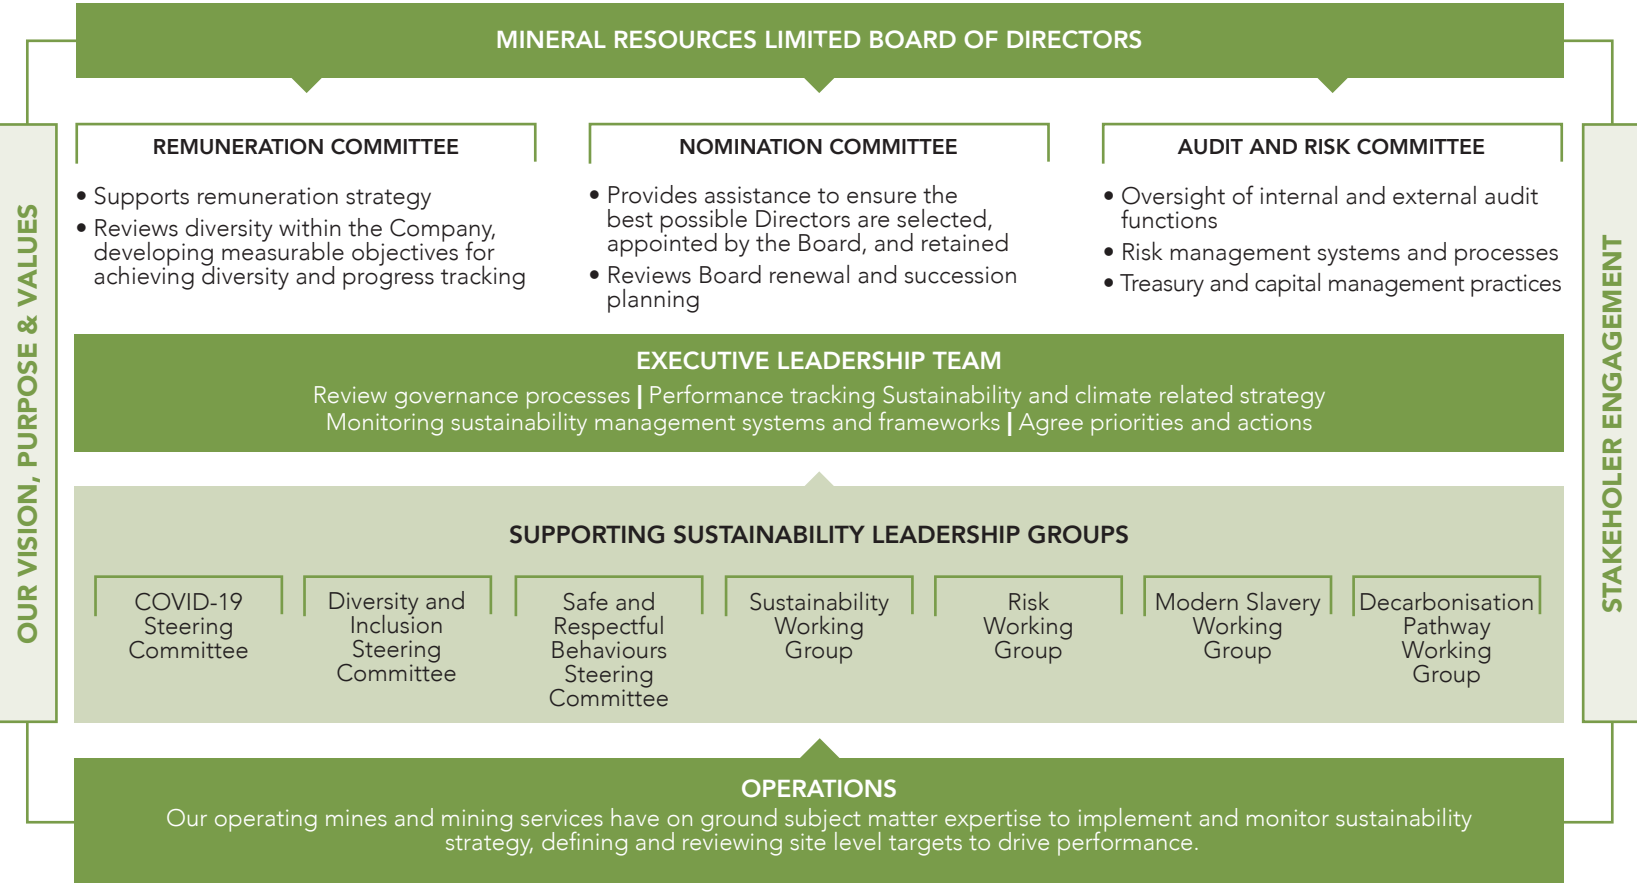 MINERAL RESOURCES LIMITED BOARD OF DIRECTORS
OUR VISION, PURPOSE & VALUES
REMUNERATION COMMITTEE
• Supports remuneration strategy
• Reviews diversity within the Company,
developing measurable objectives for
achieving diversity and progress tracking
NOMINATION COMMITTEE
• Provides assistance to ensure the
best possible Directors are selected,
appointed by the Board, and retained
• Reviews Board renewal and succession
planning
AUDIT AND RISK COMMITTEE
• Oversight of internal and external audit
functions
• Risk management systems and processes
• Treasury and capital management practices
STAKEHOLER ENGAGEMENT
EXECUTIVE LEADERSHIP TEAM
Review governance processes | Performance tracking Sustainability and climate related strategy
Monitoring sustainability management systems and frameworks | Agree priorities and actions
SUPPORTING SUSTAINABILITY LEADERSHIP GROUPS
COVID-19
Steering
Committee
Diversity and
Inclusion
Steering
Committee
Safe and
Respectful
Behaviours
Steering
Committee
Sustainability
Working
Group
Risk
Working
Group
Modern Slavery
Working
Group
Decarbonisation
Pathway
Working
Group
OPERATIONS
Our operating mines and mining services have on ground subject matter expertise to implement and monitor sustainability
strategy, defining and reviewing site level targets to drive performance.